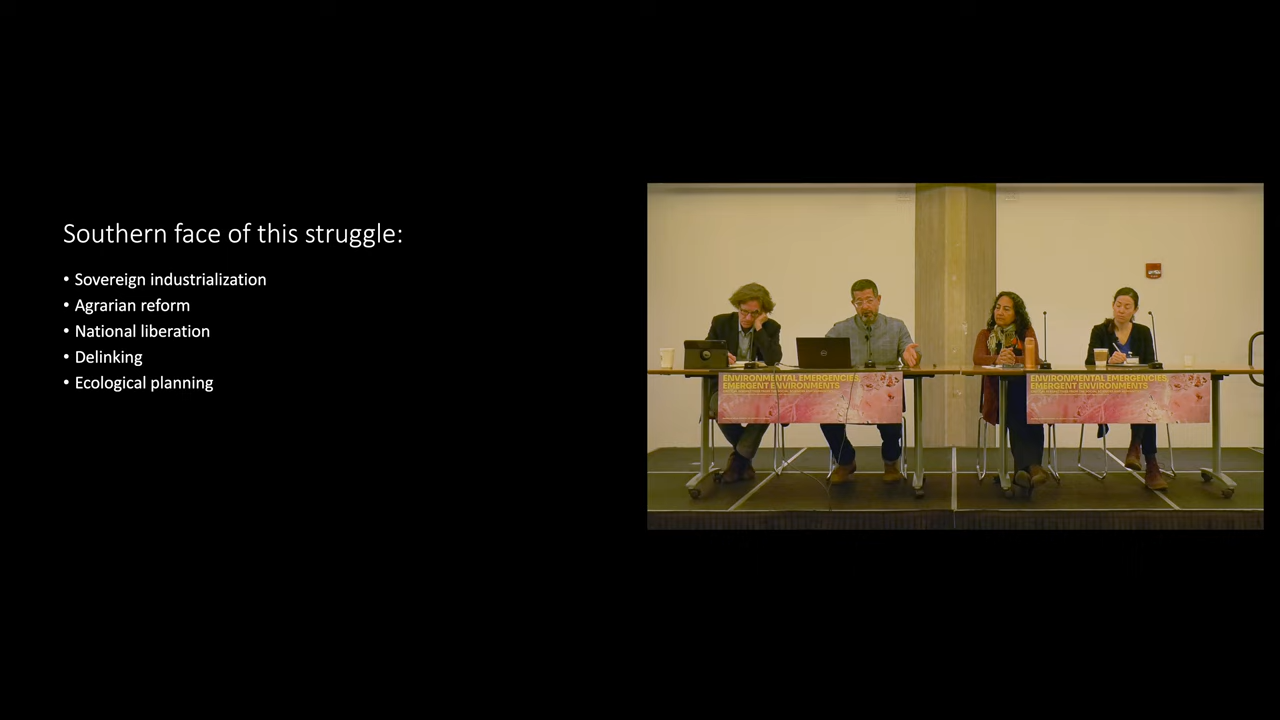 Southern face of this struggle:
• Sovereign industrialization
• Agrarian reform
• National liberation
• Delinking
• Ecological planning
ENVIRONMENTAL EMERGENCIES
EMERGENT ENVIRONMENTS
ENVIRONMENTAL EMERGENCIES
EMERGENT ENVIRONMENTS